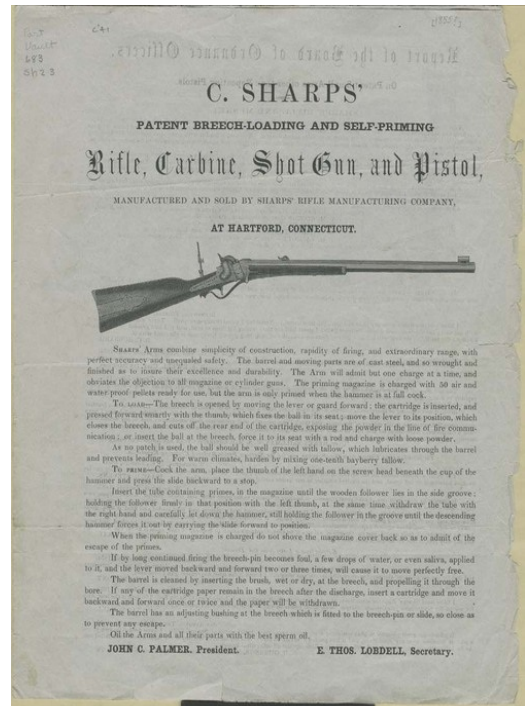 C. SHARPS'
PATENT BREECH-LOADING AND SELF-PRIMING
Rifle, Carbine, Shot Gun, and Pistol,
MANUFACTURED AND SOLD BY SHARPS' RIFLE MANUFACTURING COMPANY,
AT HARTFORD, CONNECTICUT.
SHARPS' Arms combine simplicity of construction, rapidity of firing, and extraordinary range, with
perfect accuracy and unequaled safety. The barrel and moving parts are of cast steel, and so wrought and
finished as to insure their excellence and durability. The Arm will admit but one charge at a time, and
obviates the objection to all magazine or cylinder guns. The priming magazine is charged with 50 air and
water proof pellets ready for use, but the arm is only primed when the hammer is at full cock.
TO LOAD—The breech is opened by moving the lever or guard forward; the cartridge is inserted, and
pressed forward smartly with the thumb, which fixes the ball in its seat; move the lever to its position, which
closes the breech, and cuts off the rear end of the cartridge, exposing the powder in the line of fire commu-
nication; or insert the ball at the breech, force it to its seat with a rod and charge with loose powder.
As no patch is used, the ball should be well greased with tallow, which lubricates through the barrel
and prevents leading. For warm climates, harden by mixing one-tenth bayberry tallow.
TO PRIME—Cock the arm, place the thumb of the left hand on the screw head beneath the cup of the
hammer and press the slide backward to a stop.
Insert the tube containing primes, in the magazine until the wooden follower lies in the side groove;
holding the follower firmly in that position with the left thumb, at the same time withdraw the tube with
the right hand and carefully let down the hammer, still holding the follower in the groove until the descending
hammer forces it out by carrying the slide forward to position.
When the priming magazine is charged do not shove the magazine cover back so as to admit of the
escape of the primes.
If by long continued firing the breech-pin becomes foul, a few drops of water, or even saliva, applied
to it, and the lever moved backward and forward two or three times, will cause it to move perfectly free.
The barrel is cleaned by inserting the brush, wet or dry, at the breech, and propelling it through the
bore. If any of the cartridge paper remain in the breech after the discharge, insert a cartridge and move it
backward and forward once or twice and the paper will be withdrawn.
The barrel has an adjusting bushing at the breech which is fitted to the breech-pin or slide, so close as
to prevent any escape.
Oil the Arms and all their parts with the best sperm oil.
JOHN C. PALMER, President. E. THOS. LOBDELL, Secretary.